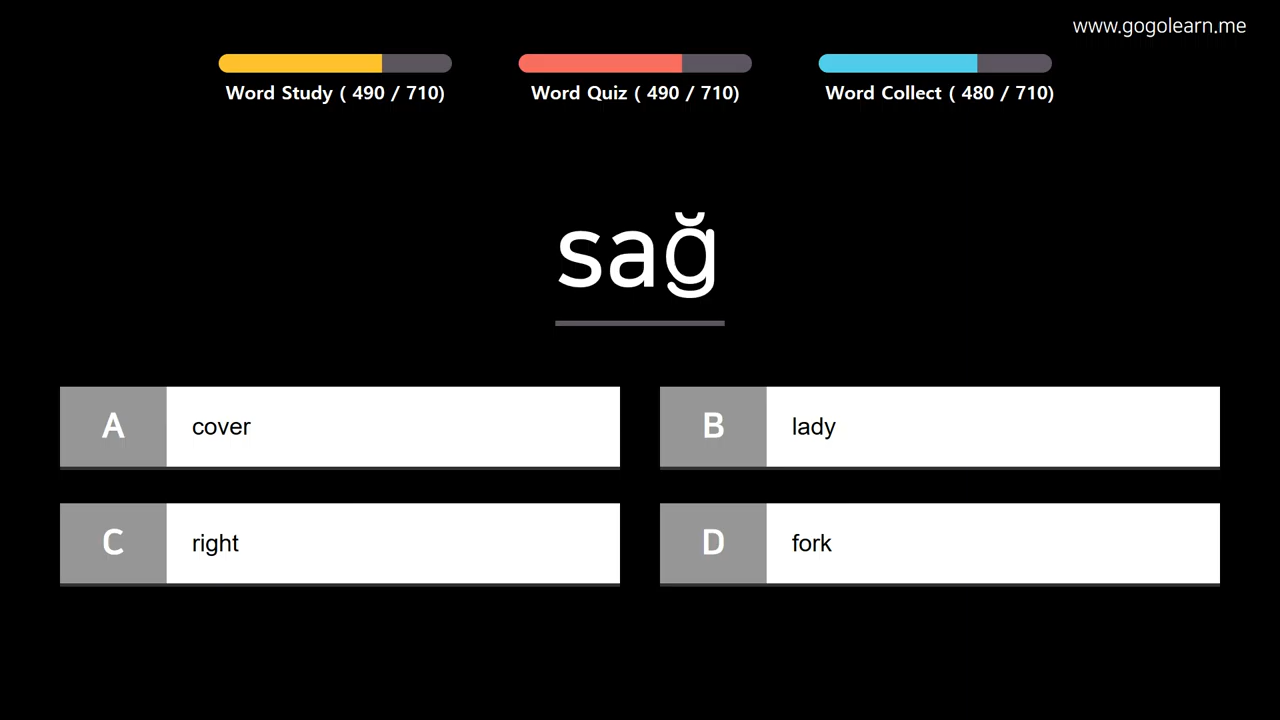 www.gogolearn.me
Word Study ( 490 / 710)
Word Quiz ( 490 / 710)
Word Collect ( 480 / 710)
sağ
A cover
B lady
C right
D fork